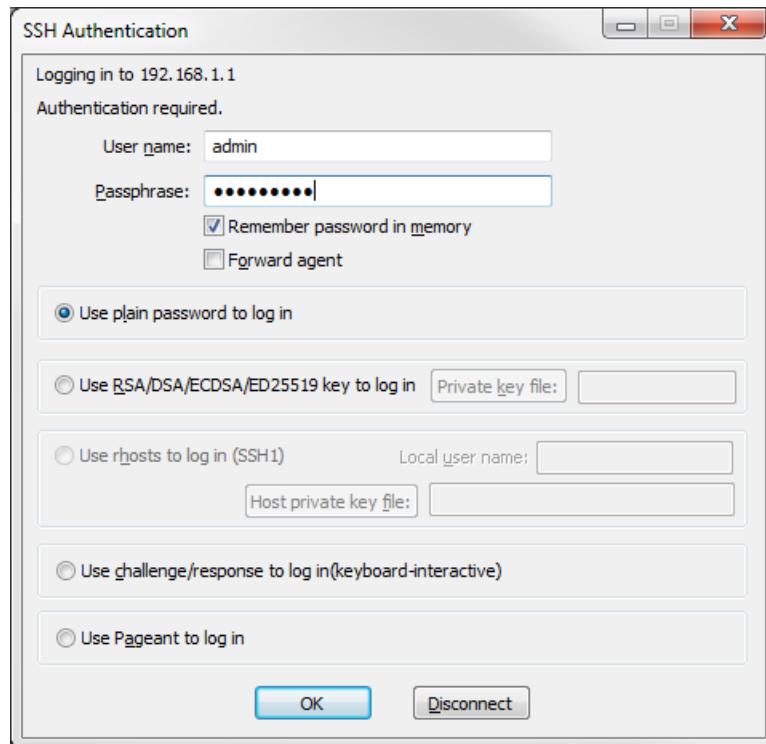 SSH Authentication
Logging in to 192.168.1.1
Authentication required.
User name: admin
Passphrase: ●●●●●●●●●
Remember password in memory
Forward agent
Use plain password to log in
Use RSA/DSA/ECDSA/ED25519 key to log in Private key file:
Use rhosts to log in (SSH1) Local user name:
Host private key file:
Use challenge/response to log in(keyboard-interactive)
Use Pageant to log in
OK Disconnect